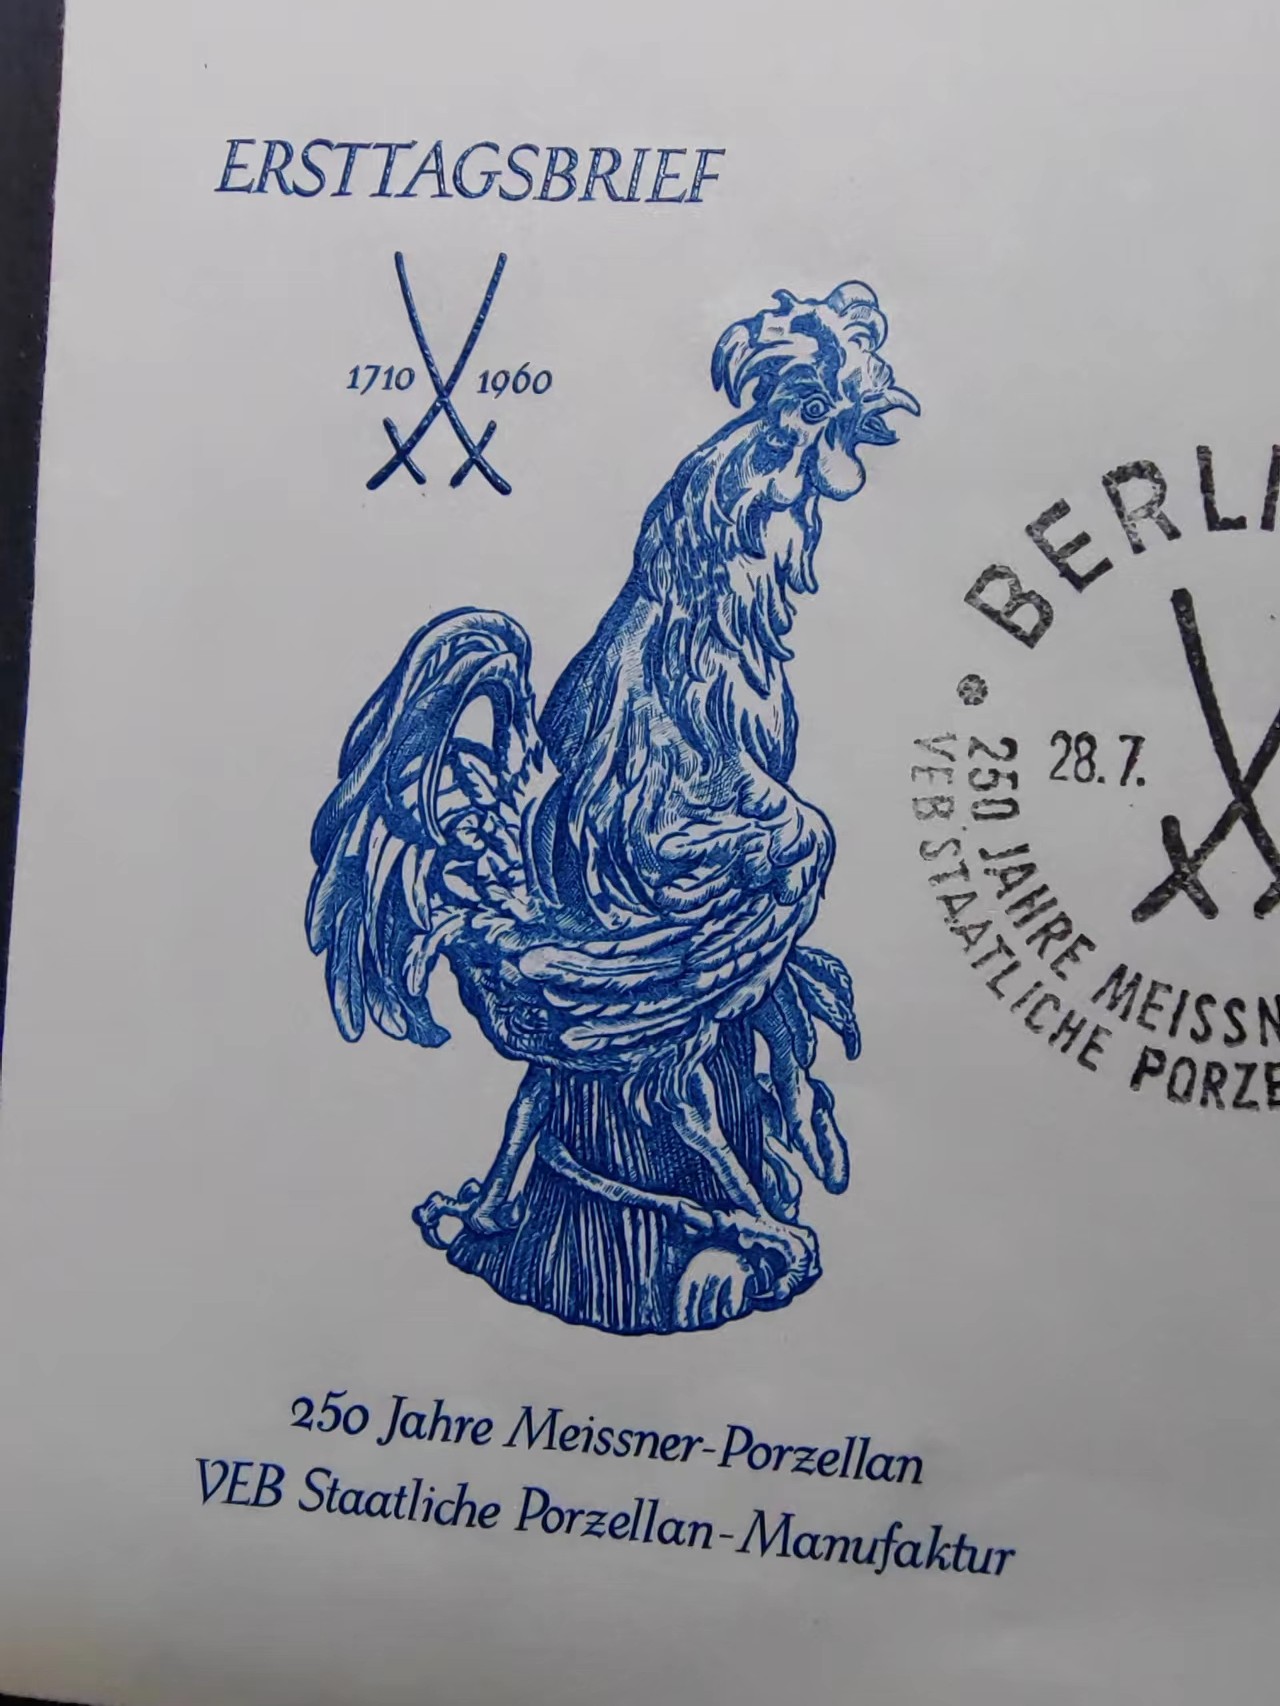 ERSTTAGSBRIEF
1710 1960
BERLI
28.7.
250 JAHRE MEISSN
VEB STAATLICHE PORZE
250 Jahre Meissner-Porzellan
VEB Staatliche Porzellan-Manufaktur